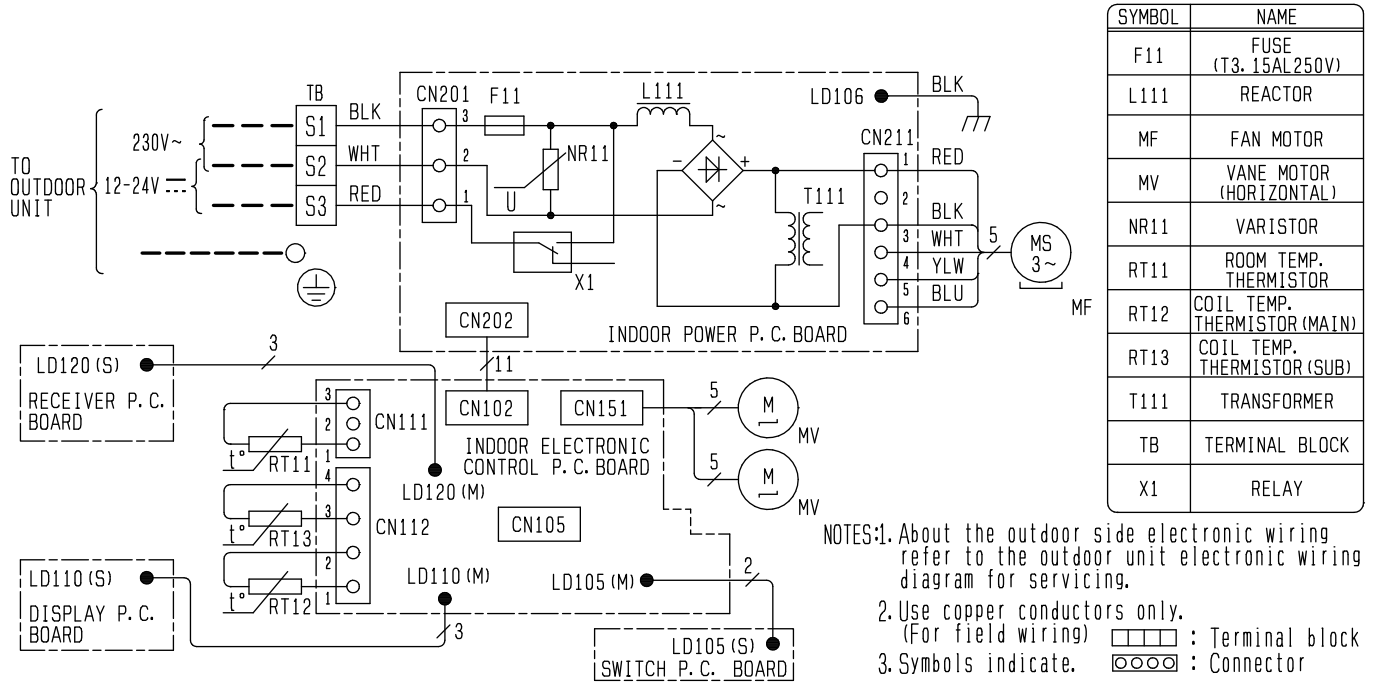 TO
OUTDOOR
UNIT
230V~
12-24V
TB
S1
S2
S3
BLK
WHT
RED
CN201
3
2
1
F11
L111
NR11
U
X1
~
-
+
~
T111
LD106
BLK
CN211
1
2
3
4
5
6
RED
BLK
WHT
YLW
BLU
5
MS
3~
MF
CN202
INDOOR POWER P.C.BOARD
11
LD120(S)
RECEIVER P.C.
BOARD
3
CN102
CN151
5
M
MV
5
M
MV
INDOOR ELECTRONIC
CONTROL P.C.BOARD
3
2
1
CN111
t°
RT11
LD120(M)
4
3
2
1
CN112
t°
RT13
t°
RT12
CN105
LD110(M)
LD105(M)
2
LD110(S)
DISPLAY P.C.
BOARD
3
LD105(S)
SWITCH P.C. BOARD
SYMBOL NAME
F11 FUSE
(T3.15AL250V)
L111 REACTOR
MF FAN MOTOR
MV VANE MOTOR
(HORIZONTAL)
NR11 VARISTOR
RT11 ROOM TEMP.
THERMISTOR
RT12 COIL TEMP.
THERMISTOR(MAIN)
RT13 COIL TEMP.
THERMISTOR(SUB)
T111 TRANSFORMER
TB TERMINAL BLOCK
X1 RELAY
NOTES:1. About the outdoor side electronic wiring
refer to the outdoor unit electronic wiring
diagram for servicing.
2. Use copper conductors only.
(For field wiring)
3. Symbols indicate.
: Terminal block
: Connector